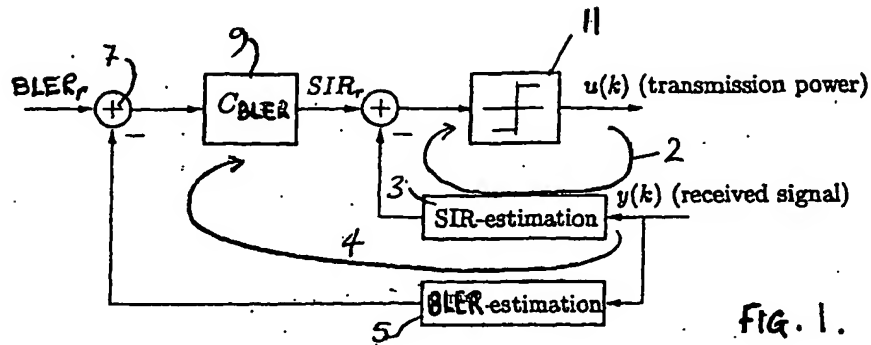 7
9
11
BLERr
+
−
CBLER
SIRr
+
−
u(k) (transmission power)
2
3
SIR-estimation
y(k) (received signal)
4
BLER-estimation
5
FIG. 1.